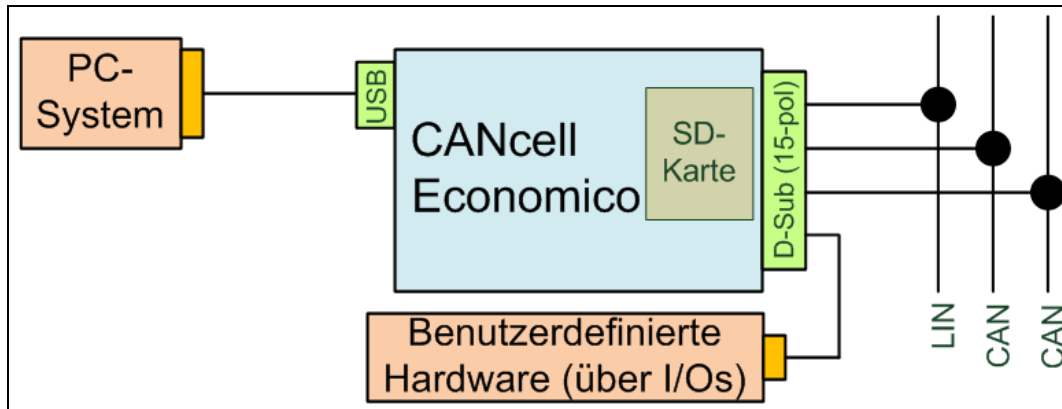 PC-
System
USB
CANcell
Economico
SD-
Karte
D-Sub (15-pol)
LIN
CAN
CAN
Benutzerdefinierte
Hardware (über I/Os)